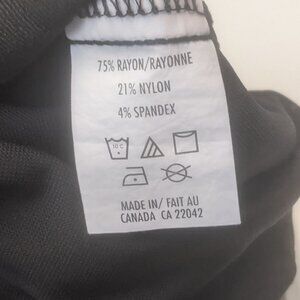 75% RAYON/RAYONNE
21% NYLON
4% SPANDEX
MADE IN/ FAIT AU
CANADA CA 22042